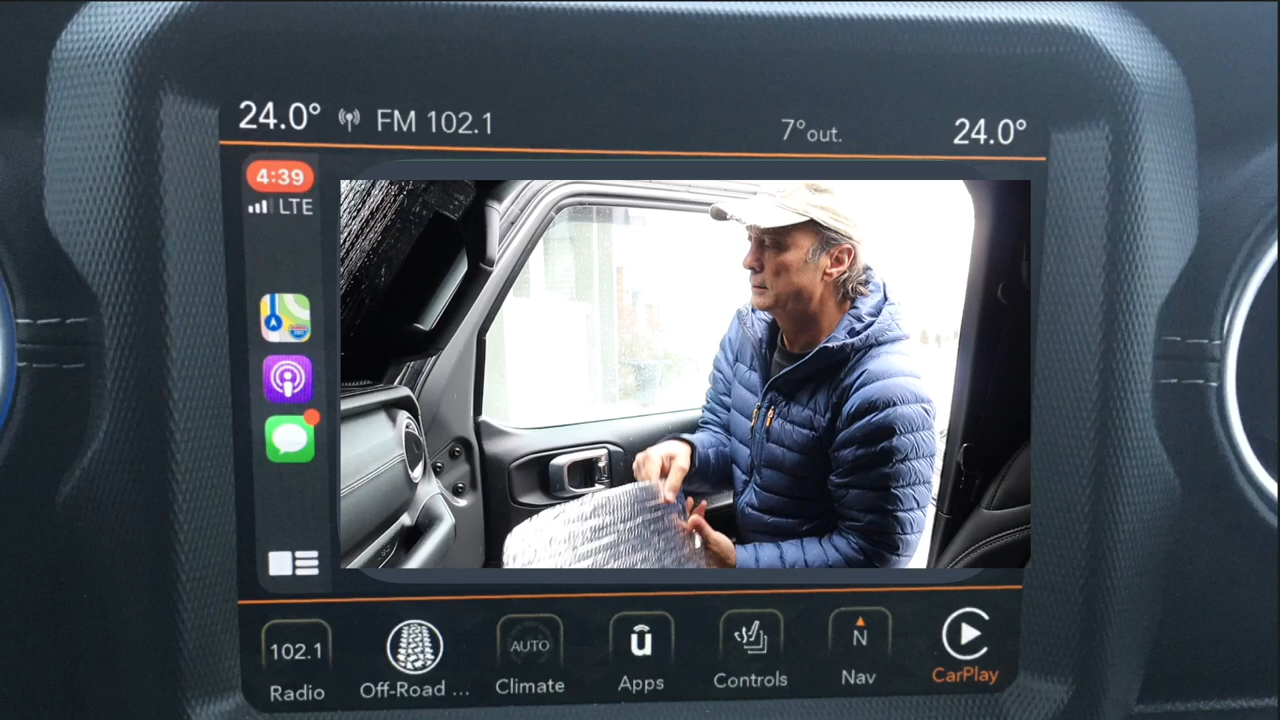 24.0° FM 102.1 7°out. 24.0°
4:39
LTE
102.1 AUTO ū N
Radio Off-Road ... Climate Apps Controls Nav CarPlay